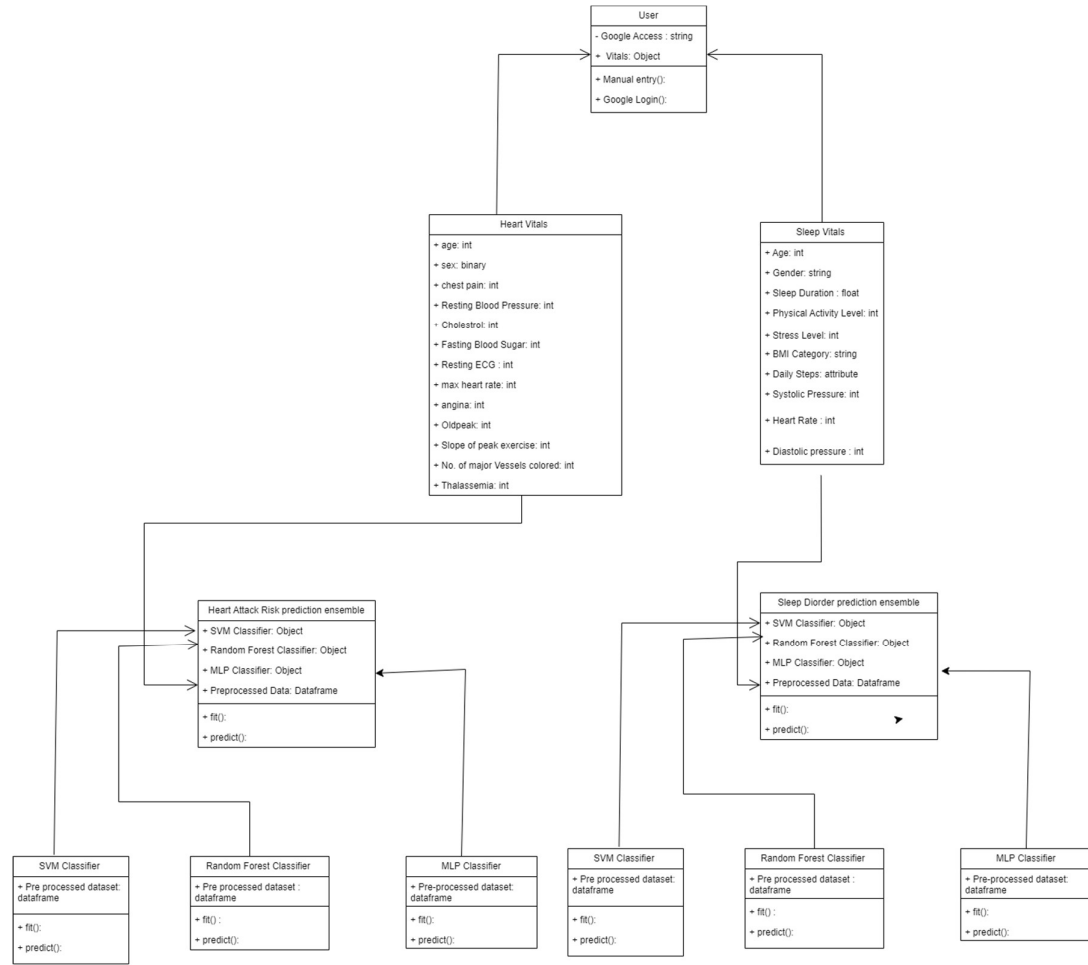 User
- Google Access : string
+ Vitals: Object
+ Manual entry():
+ Google Login():
Heart Vitals
+ age: int
+ sex: binary
+ chest pain: int
+ Resting Blood Pressure: int
+ Cholestrol: int
+ Fasting Blood Sugar: int
+ Resting ECG : int
+ max heart rate: int
+ angina: int
+ Oldpeak: int
+ Slope of peak exercise: int
+ No. of major Vessels colored: int
+ Thalassemia: int
Sleep Vitals
+ Age: int
+ Gender: string
+ Sleep Duration : float
+ Physical Activity Level: int
+ Stress Level: int
+ BMI Category: string
+ Daily Steps: attribute
+ Systolic Pressure: int
+ Heart Rate : int
+ Diastolic pressure : int
Heart Attack Risk prediction ensemble
+ SVM Classifier: Object
+ Random Forest Classifier: Object
+ MLP Classifier: Object
+ Preprocessed Data: Dataframe
+ fit():
+ predict():
Sleep Diorder prediction ensemble
+ SVM Classifier: Object
+ Random Forest Classifier: Object
+ MLP Classifier: Object
+ Preprocessed Data: Dataframe
+ fit():
+ predict():
SVM Classifier
+ Pre processed dataset:
dataframe
+ fit():
+ predict():
Random Forest Classifier
+ Pre processed dataset :
dataframe
+ fit() :
+ predict():
MLP Classifier
+ Pre-processed dataset:
dataframe
+ fit():
+ predict():
SVM Classifier
+ Pre processed dataset:
dataframe
+ fit():
+ predict():
Random Forest Classifier
+ Pre processed dataset :
dataframe
+ fit() :
+ predict():
MLP Classifier
+ Pre-processed dataset:
dataframe
+ fit():
+ predict():